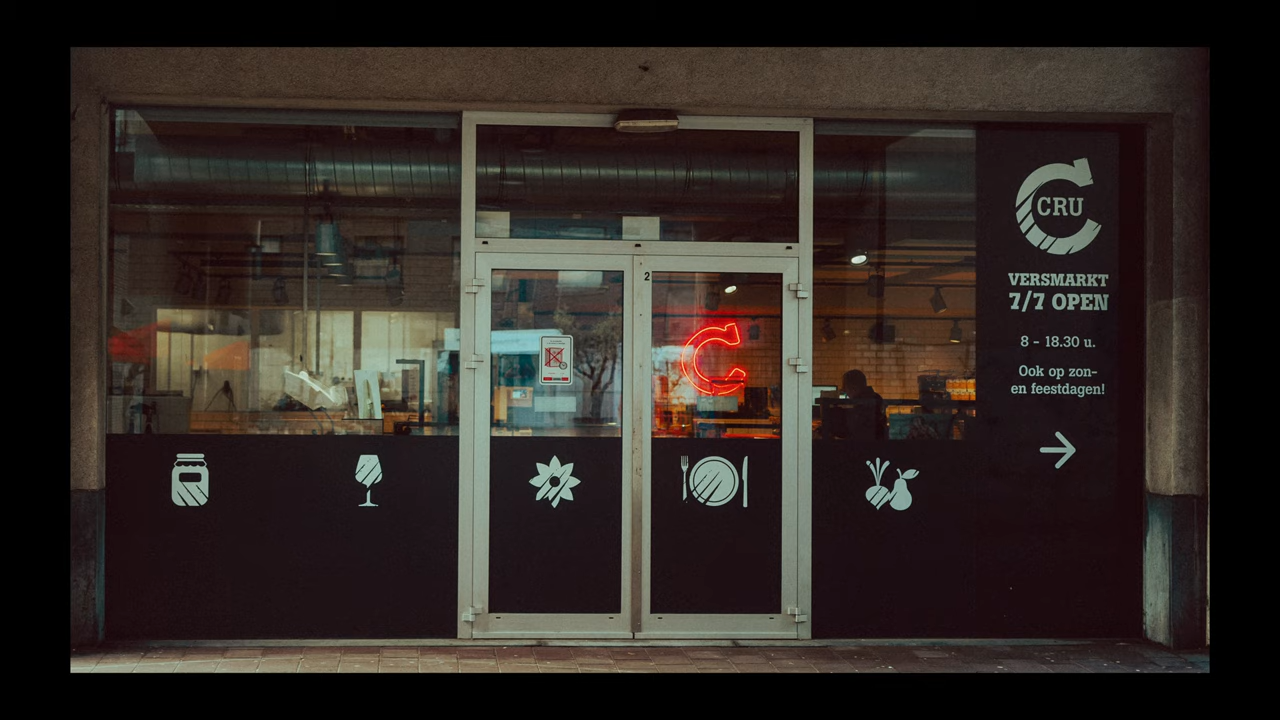 2
C
CRU
VERSMARKT
7/7 OPEN
8 - 18.30 u.
Ook op zon-
en feestdagen!